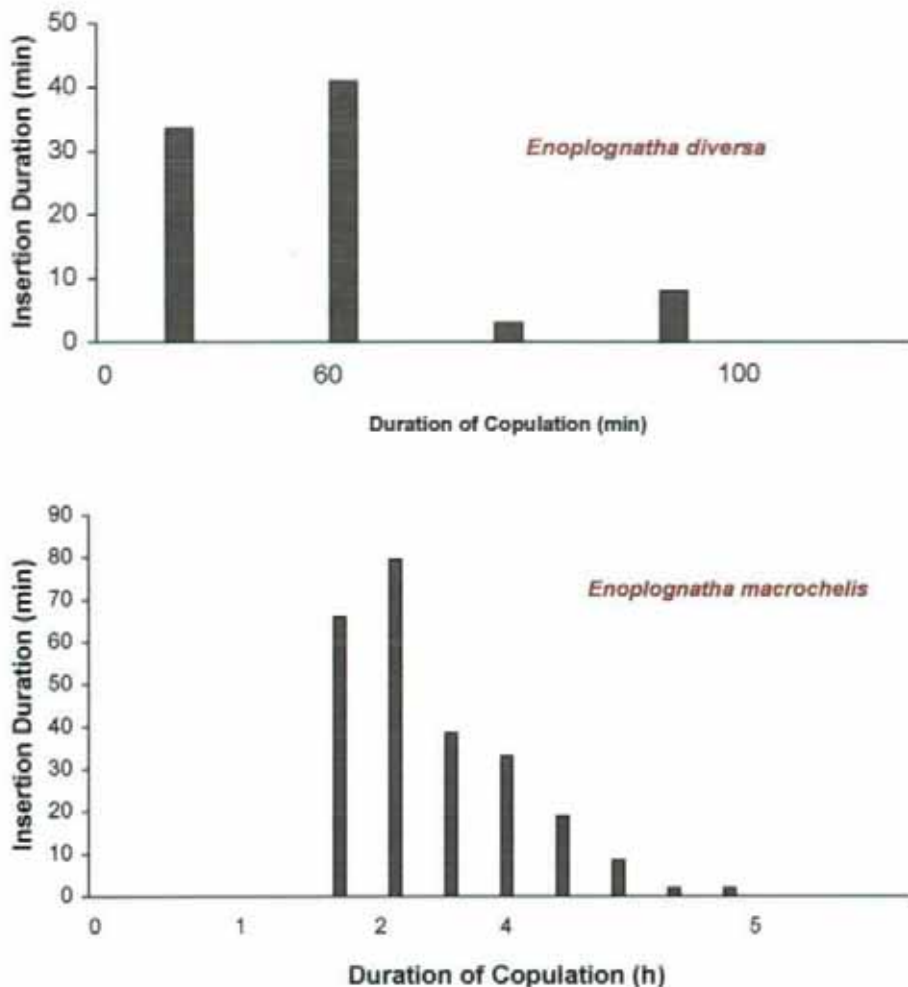 50
40
30
20
10
0
Insertion Duration (min)
Enoplognatha diversa
0 60 100
Duration of Copulation (min)
90
80
70
60
50
40
30
20
10
0
Insertion Duration (min)
Enoplognatha macrochelis
0 1 2 4 5
Duration of Copulation (h)